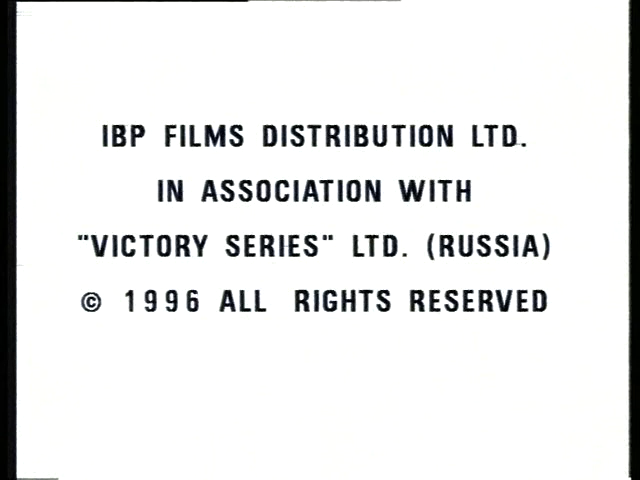 IBP FILMS DISTRIBUTION LTD.
IN ASSOCIATION WITH
"VICTORY SERIES" LTD. (RUSSIA)
© 1996 ALL RIGHTS RESERVED